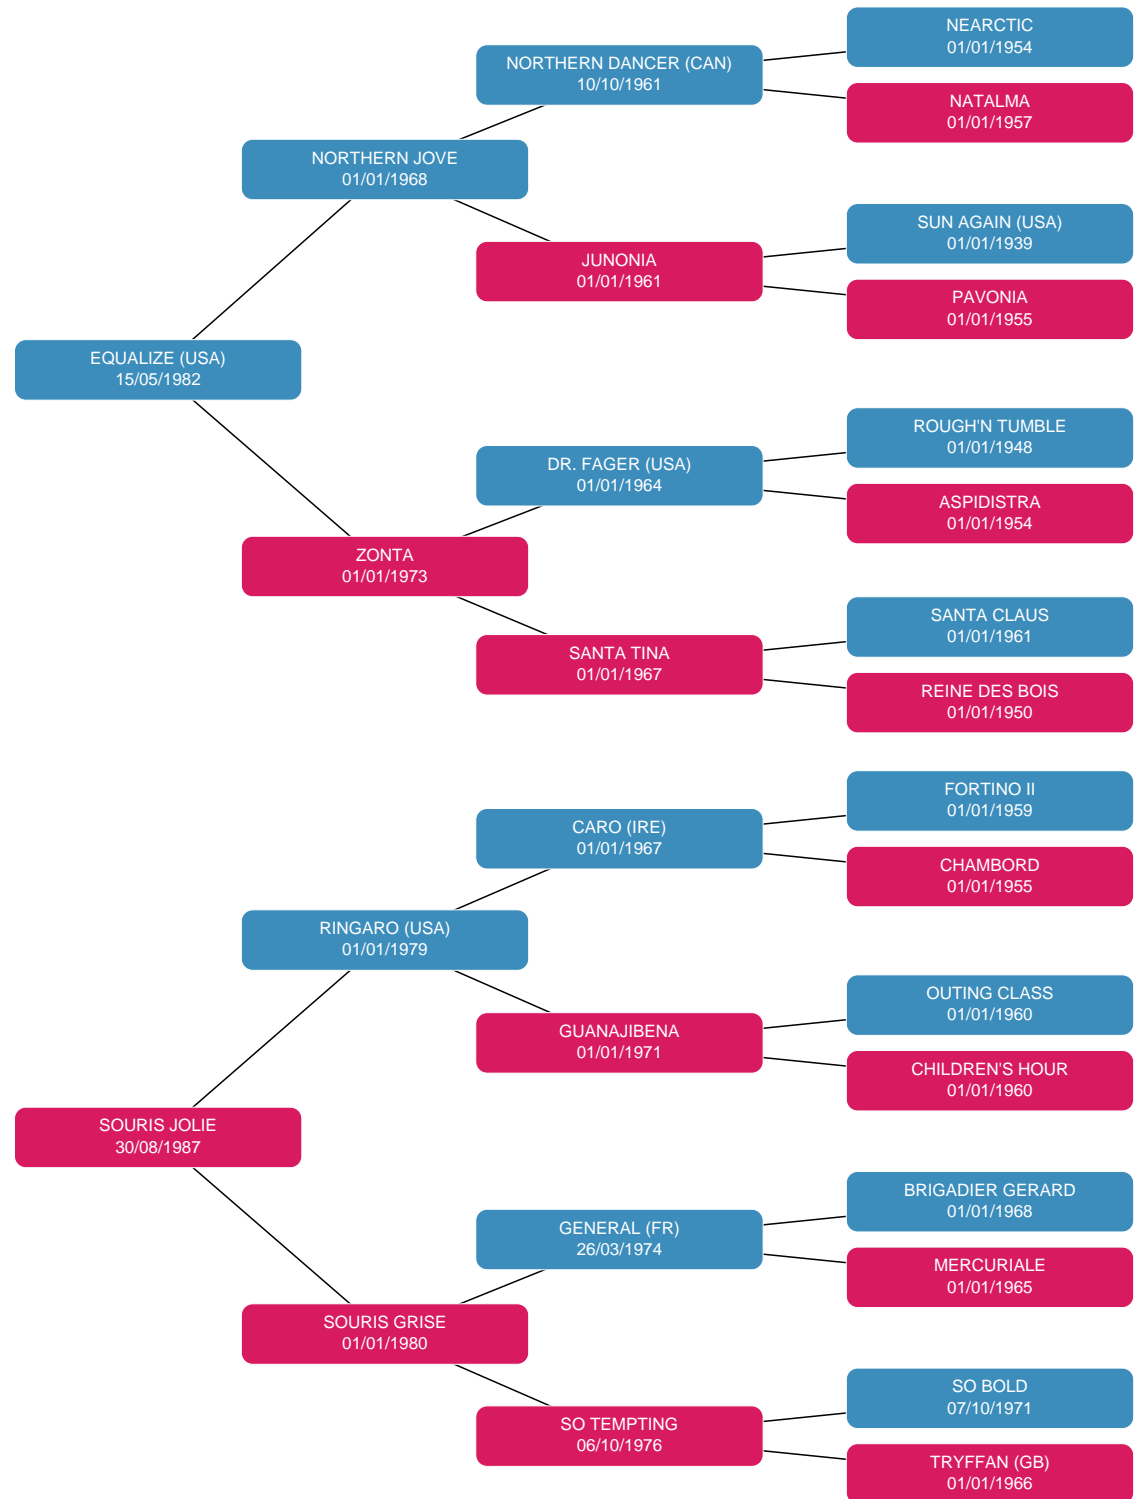 NEARCTIC
01/01/1954
NORTHERN DANCER (CAN)
10/10/1961
NATALMA
01/01/1957
NORTHERN JOVE
01/01/1968
SUN AGAIN (USA)
01/01/1939
JUNONIA
01/01/1961
PAVONIA
01/01/1955
EQUALIZE (USA)
15/05/1982
ROUGH'N TUMBLE
01/01/1948
DR. FAGER (USA)
01/01/1964
ASPIDISTRA
01/01/1954
ZONTA
01/01/1973
SANTA CLAUS
01/01/1961
SANTA TINA
01/01/1967
REINE DES BOIS
01/01/1950
FORTINO II
01/01/1959
CARO (IRE)
01/01/1967
CHAMBORD
01/01/1955
RINGARO (USA)
01/01/1979
OUTING CLASS
01/01/1960
GUANAJIBENA
01/01/1971
CHILDREN'S HOUR
01/01/1960
SOURIS JOLIE
30/08/1987
BRIGADIER GERARD
01/01/1968
GENERAL (FR)
26/03/1974
MERCURIALE
01/01/1965
SOURIS GRISE
01/01/1980
SO BOLD
07/10/1971
SO TEMPTING
06/10/1976
TRYFFAN (GB)
01/01/1966